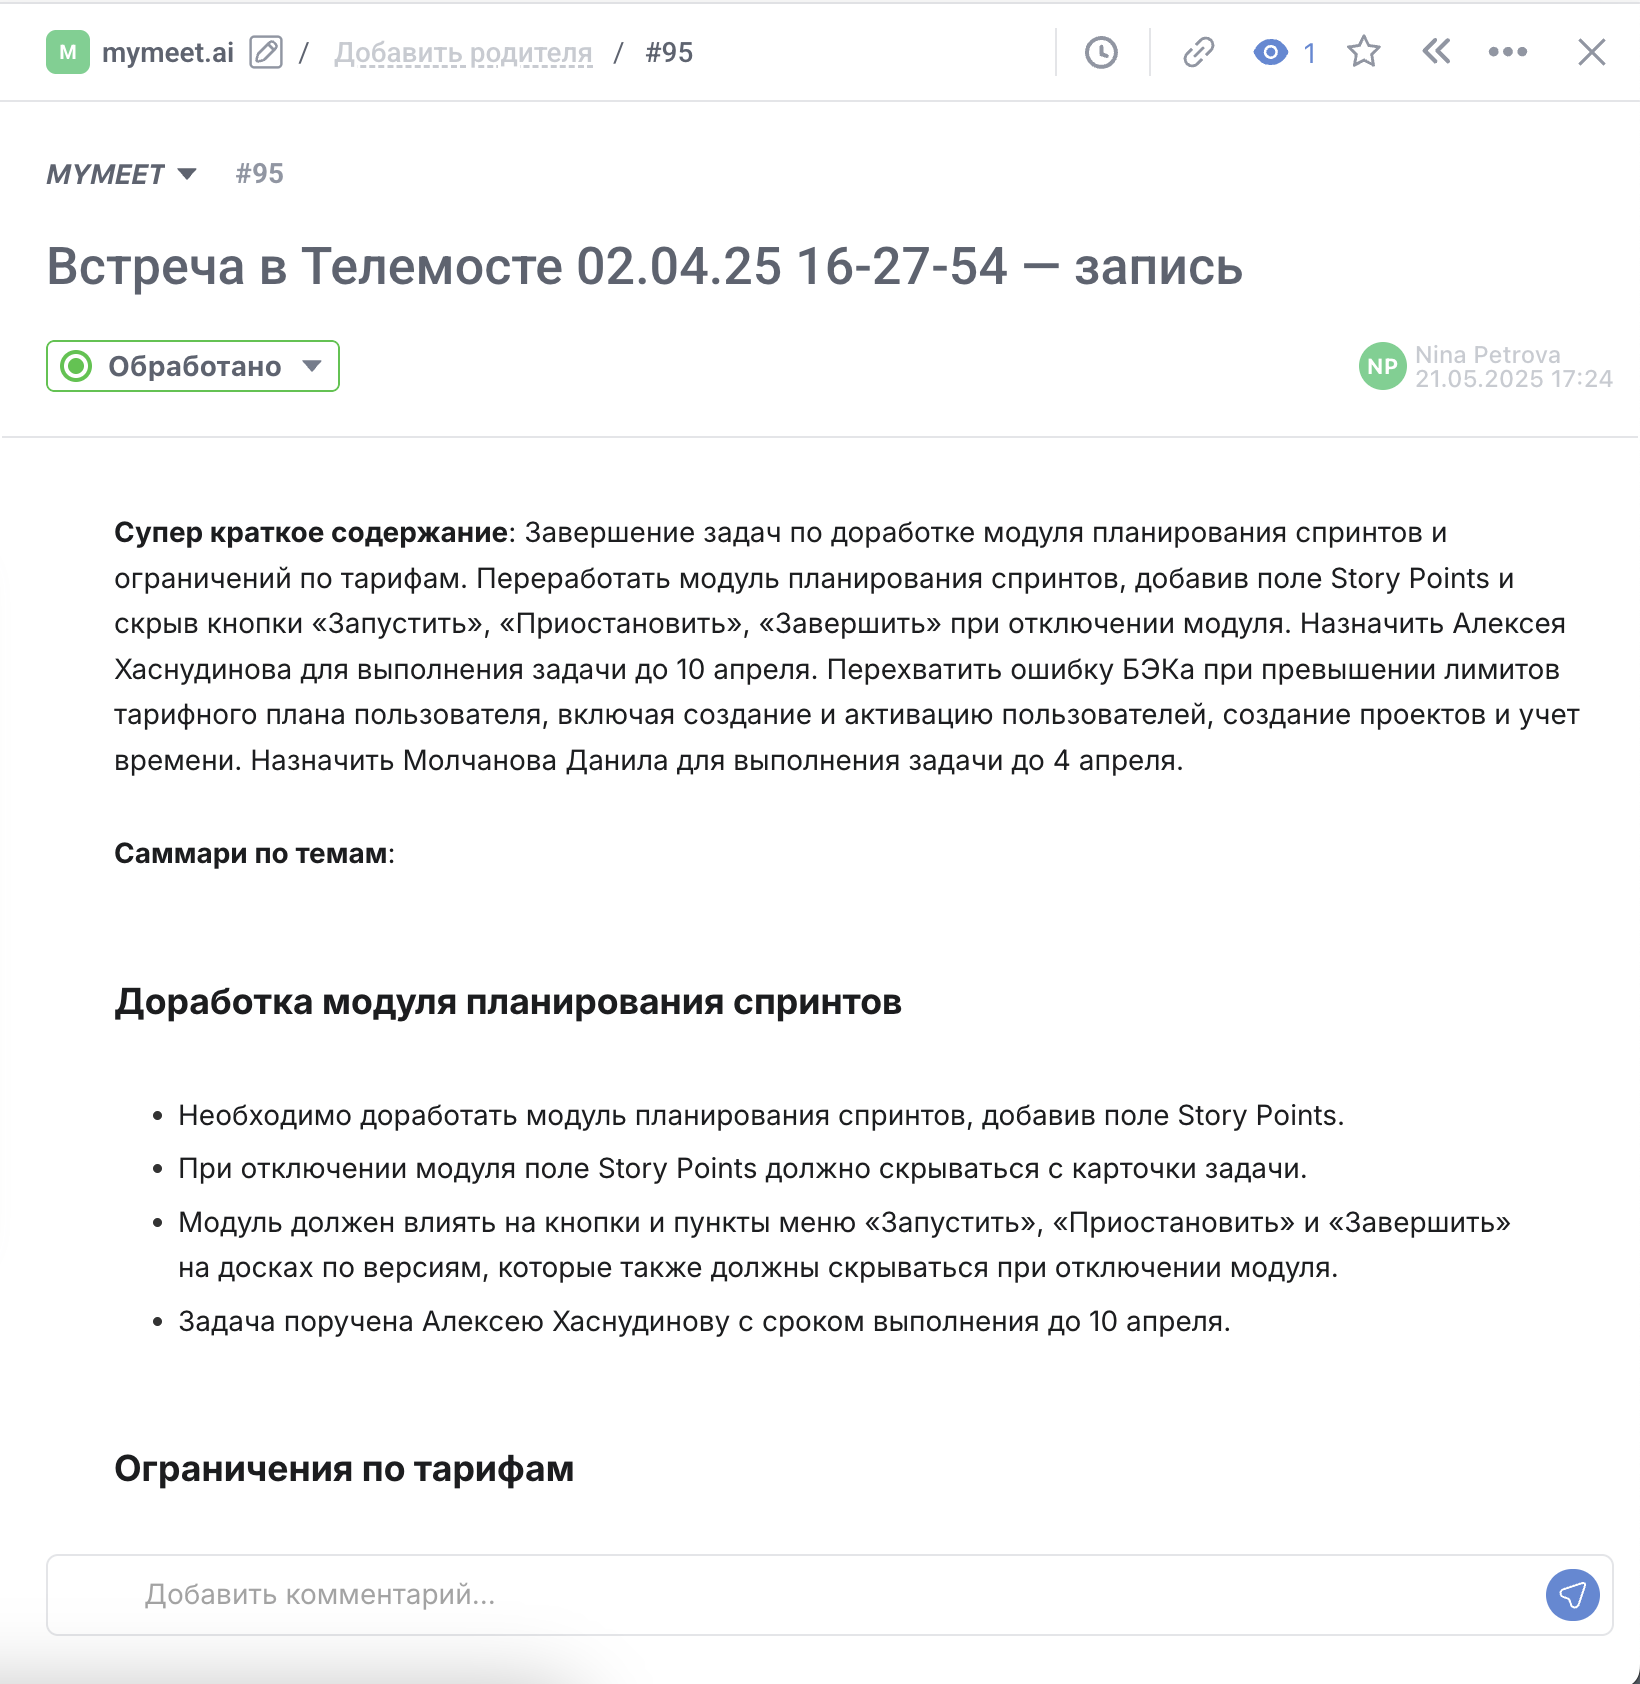 M mymeet.ai / Добавить родителя / #95 1
MYMEET #95
Встреча в Телемосте 02.04.25 16-27-54 — запись
Обработано
NP Nina Petrova
21.05.2025 17:24
Супер краткое содержание: Завершение задач по доработке модуля планирования спринтов и
ограничений по тарифам. Переработать модуль планирования спринтов, добавив поле Story Points и
скрыв кнопки «Запустить», «Приостановить», «Завершить» при отключении модуля. Назначить Алексея
Хаснудинова для выполнения задачи до 10 апреля. Перехватить ошибку БЭКа при превышении лимитов
тарифного плана пользователя, включая создание и активацию пользователей, создание проектов и учет
времени. Назначить Молчанова Данила для выполнения задачи до 4 апреля.
Саммари по темам:
Доработка модуля планирования спринтов
• Необходимо доработать модуль планирования спринтов, добавив поле Story Points.
• При отключении модуля поле Story Points должно скрываться с карточки задачи.
• Модуль должен влиять на кнопки и пункты меню «Запустить», «Приостановить» и «Завершить»
на досках по версиям, которые также должны скрываться при отключении модуля.
• Задача поручена Алексею Хаснудинову с сроком выполнения до 10 апреля.
Ограничения по тарифам
Добавить комментарий...